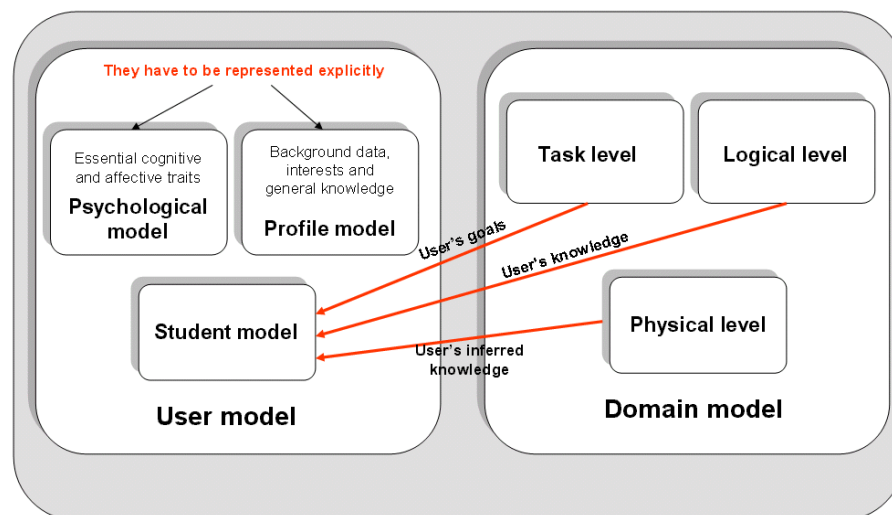 They have to be represented explicitly
Essential cognitive
and affective traits
Psychological
model
Background data,
interests and
general knowledge
Profile model
Task level
Logical level
User's goals
User's knowledge
Student model
Physical level
User's inferred
knowledge
User model
Domain model